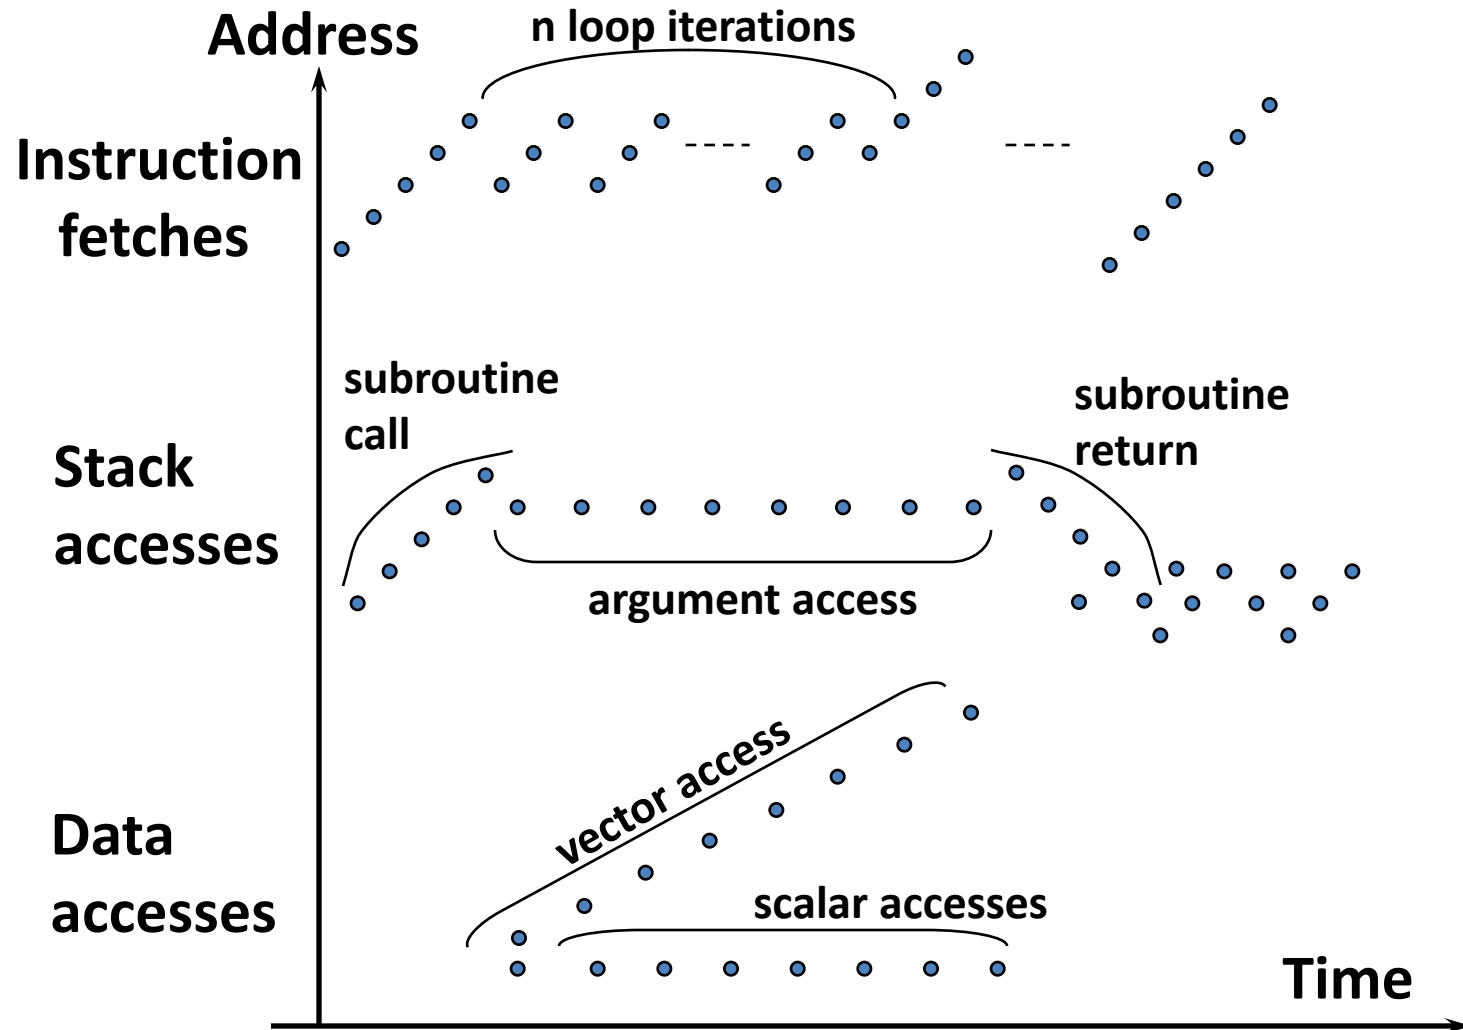 Address
n loop iterations
Instruction
fetches
subroutine
call
subroutine
return
Stack
accesses
argument access
vector access
Data
accesses
scalar accesses
Time